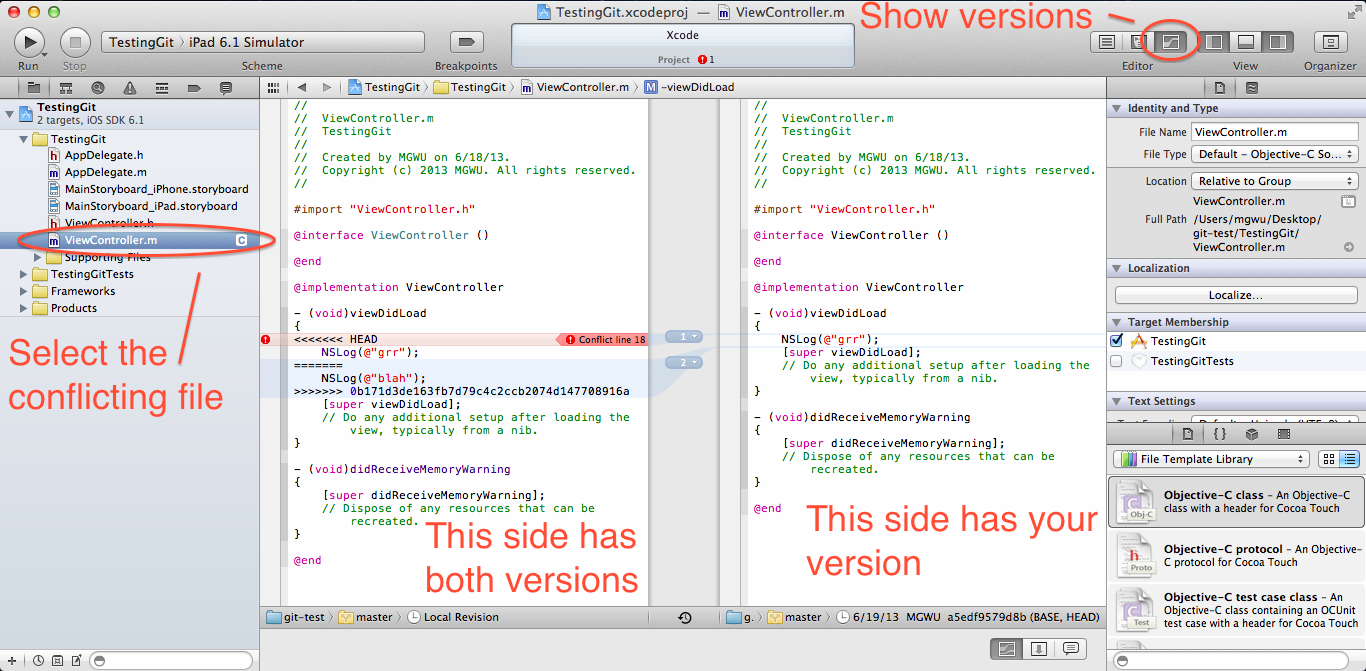 TestingGit.xcodeproj — ViewController.m
Show versions
TestingGit 〉 iPad 6.1 Simulator
Xcode
Project 1
Run
Stop
Scheme
Breakpoints
Editor
View
Organizer
TestingGit
2 targets, iOS SDK 6.1
TestingGit
h AppDelegate.h
m AppDelegate.m
MainStoryboard_iPhone.storyboard
MainStoryboard_iPad.storyboard
h ViewController.h
m ViewController.m C
Supporting Files
TestingGitTests
Frameworks
Products
Select the
conflicting file
TestingGit 〉 TestingGit 〉 m ViewController.m 〉 M -viewDidLoad
//
// ViewController.m
// TestingGit
//
// Created by MGWU on 6/18/13.
// Copyright (c) 2013 MGWU. All rights reserved.
//
#import "ViewController.h"
@interface ViewController ()
@end
@implementation ViewController
- (void)viewDidLoad
{
<<<<<<< HEAD
Conflict line 18
NSLog(@"grr");
=======
NSLog(@"blah");
>>>>>>> 0b171d3de163fb7d79c4c2ccb2074d147708916a
[super viewDidLoad];
// Do any additional setup after loading the
view, typically from a nib.
}
- (void)didReceiveMemoryWarning
{
[super didReceiveMemoryWarning];
// Dispose of any resources that can be
recreated.
}
@end
This side has
both versions
1
2
//
// ViewController.m
// TestingGit
//
// Created by MGWU on 6/18/13.
// Copyright (c) 2013 MGWU. All rights reserved.
//
#import "ViewController.h"
@interface ViewController ()
@end
@implementation ViewController
- (void)viewDidLoad
{
NSLog(@"grr");
[super viewDidLoad];
// Do any additional setup after loading the
view, typically from a nib.
}
- (void)didReceiveMemoryWarning
{
[super didReceiveMemoryWarning];
// Dispose of any resources that can be
recreated.
}
@end
This side has your
version
git-test 〉 master 〉 Local Revision
g. 〉 master 〉 6/19/13 MGWU a5edf9579d8b (BASE, HEAD)
Identity and Type
File Name ViewController.m
File Type Default - Objective-C So...
Location Relative to Group
ViewController.m
Full Path /Users/mgwu/Desktop/
git-test/TestingGit/
ViewController.m
Localization
Localize...
Target Membership
TestingGit
TestingGitTests
Text Settings
{ }
File Template Library
Obj-C
Objective-C class - An Objective-C
class with a header for Cocoa Touch
h
Proto
Objective-C protocol - An Objective-
C protocol for Cocoa Touch
Test
Objective-C test case class - An
Objective-C class containing an OCUnit
test case with a header for Cocoa Touch